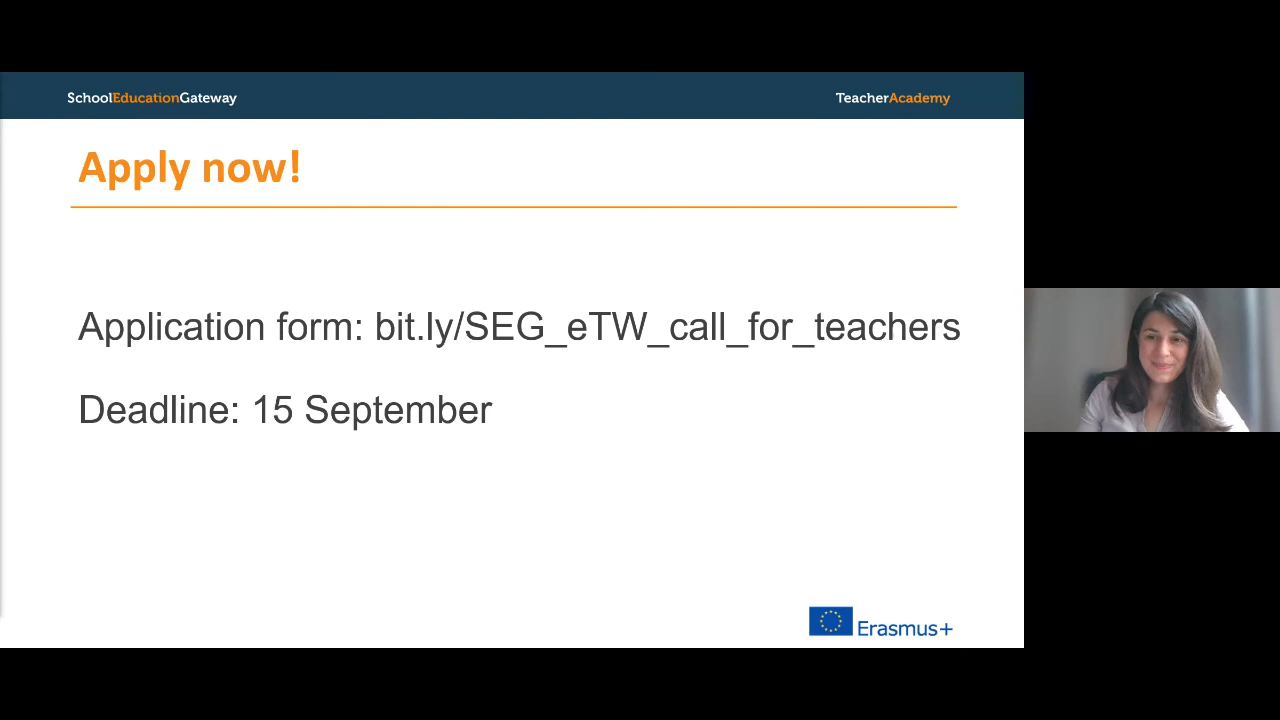 SchoolEducationGateway
TeacherAcademy
Apply now!
Application form: bit.ly/SEG_eTW_call_for_teachers
Deadline: 15 September
Erasmus+